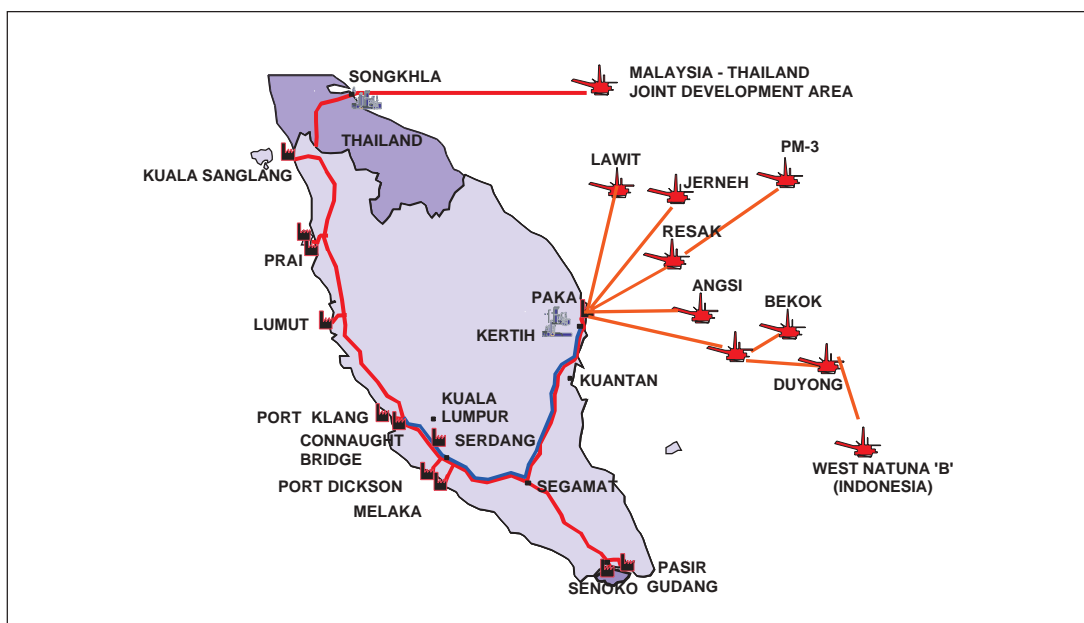 SONGKHLA
MALAYSIA - THAILAND
JOINT DEVELOPMENT AREA
THAILAND
PM-3
LAWIT
JERNEH
KUALA SANGLANG
RESAK
PRAI
ANGSI
PAKA
BEKOK
LUMUT
KERTIH
DUYONG
KUANTAN
KUALA
LUMPUR
PORT KLANG
CONNAUGHT
BRIDGE
SERDANG
WEST NATUNA 'B'
(INDONESIA)
PORT DICKSON
SEGAMAT
MELAKA
PASIR
GUDANG
SENOKO